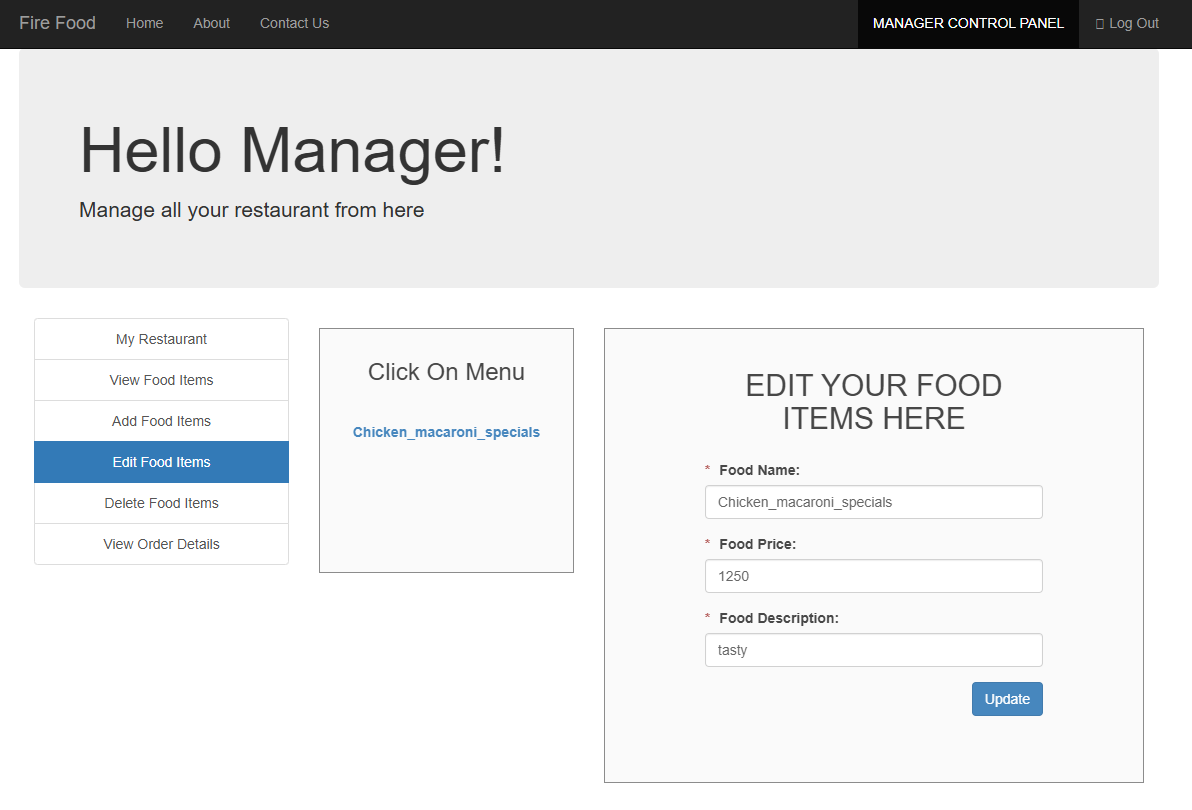 Fire Food Home About Contact Us MANAGER CONTROL PANEL Log Out
Hello Manager!
Manage all your restaurant from here
My Restaurant
View Food Items
Add Food Items
Edit Food Items
Delete Food Items
View Order Details
Click On Menu
Chicken_macaroni_specials
EDIT YOUR FOOD
ITEMS HERE
* Food Name:
Chicken_macaroni_specials
* Food Price:
1250
* Food Description:
tasty
Update